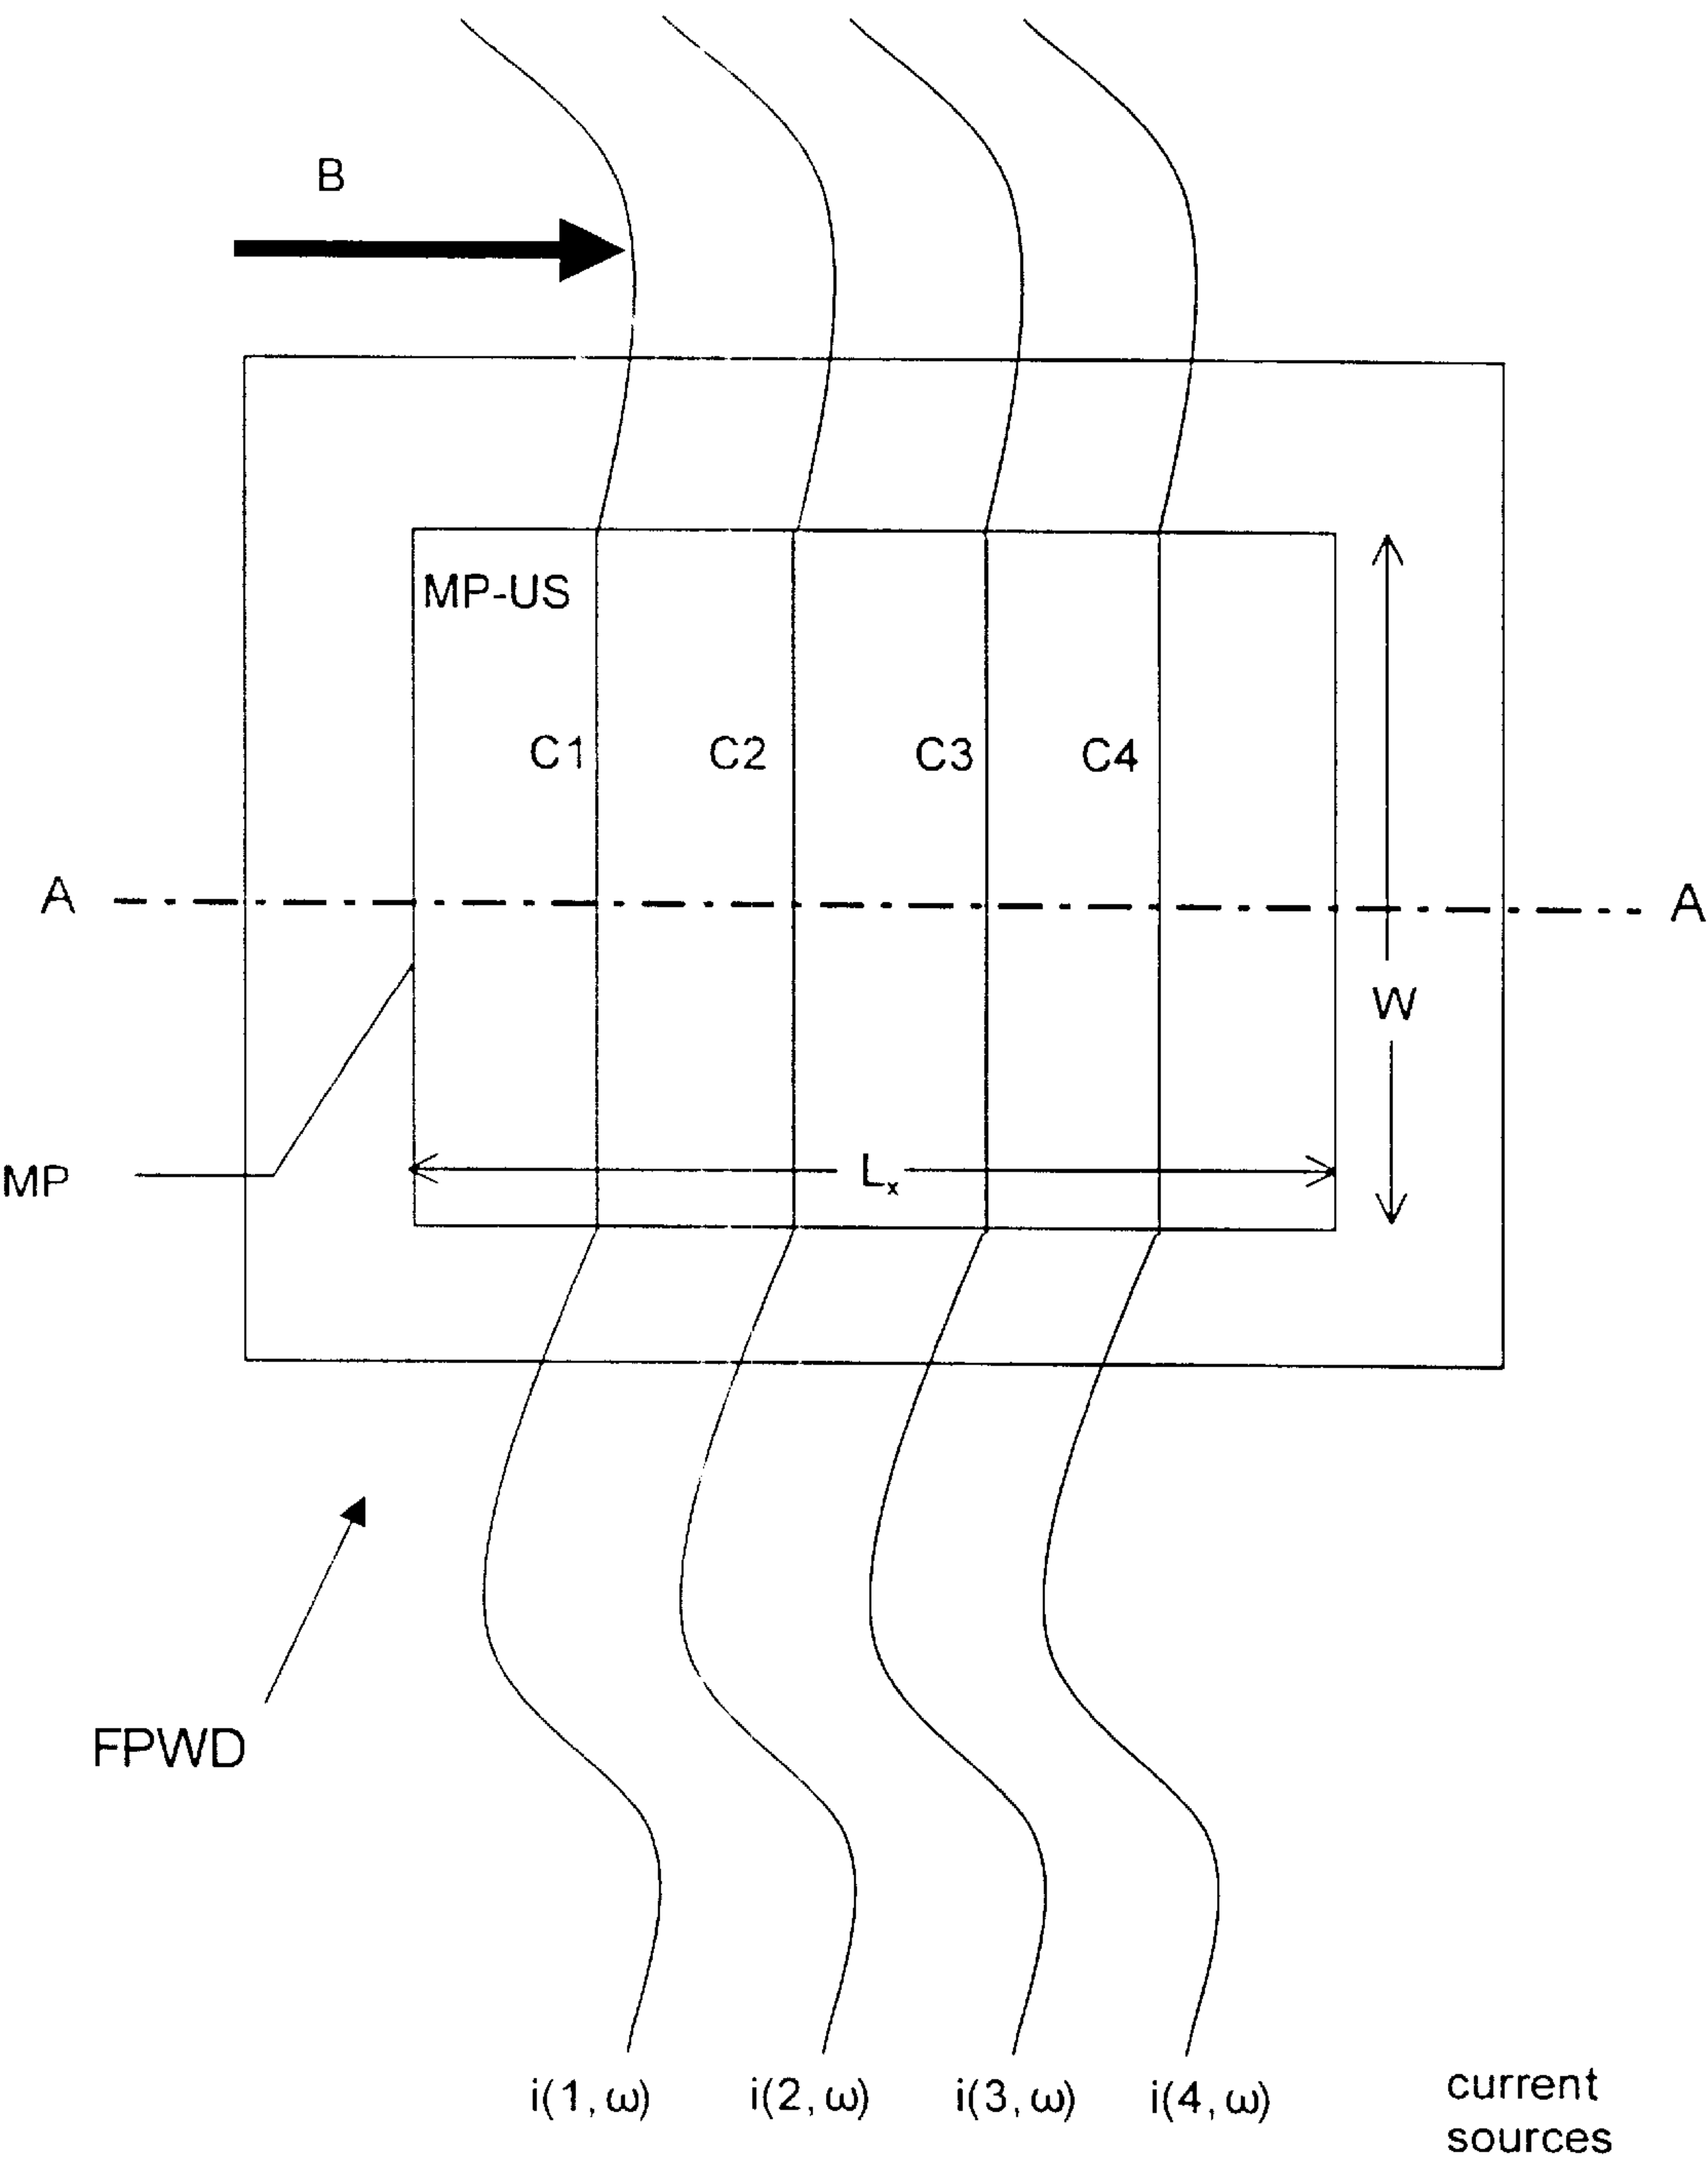 B
MP-US
C1 C2 C3 C4
A A
W
MP
Lx
FPWD
i(1,ω) i(2,ω) i(3,ω) i(4,ω)
current
sources